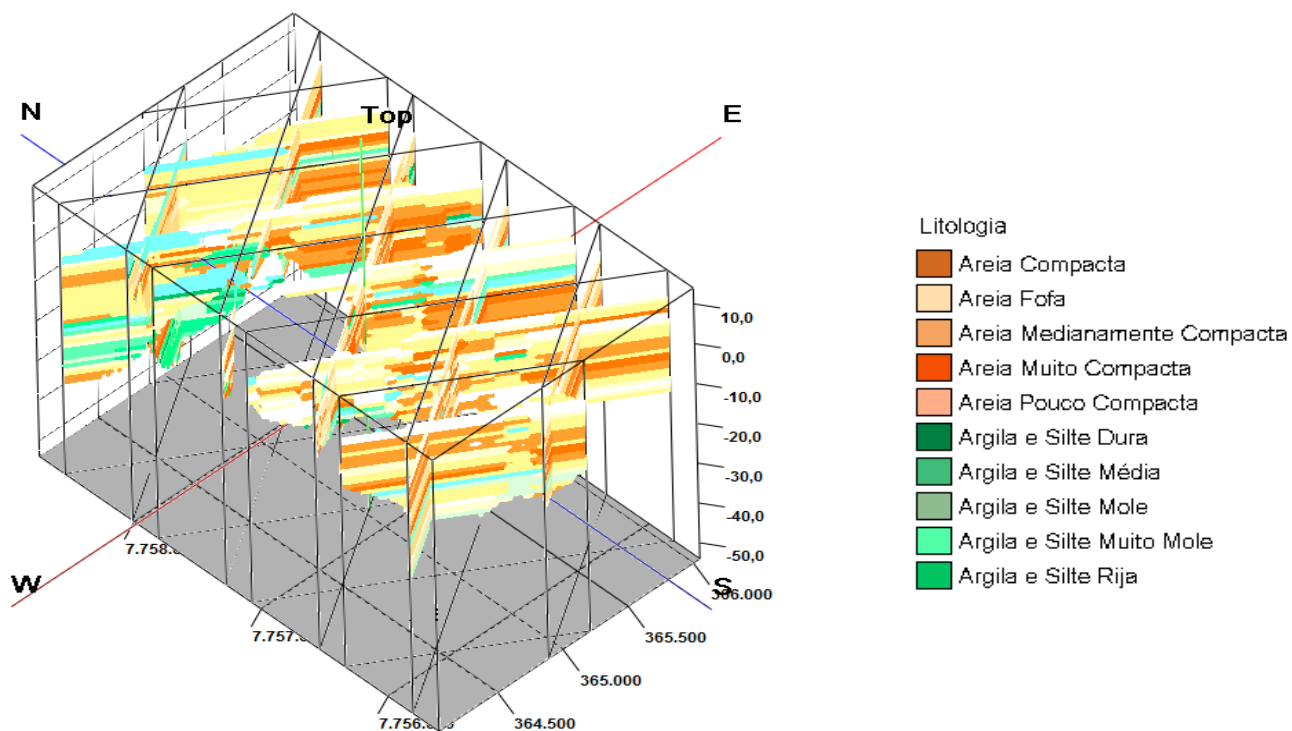 N
Top
E
W
S
10,0
0,0
-10,0
-20,0
-30,0
-40,0
-50,0
366.000
365.500
365.000
364.500
Litologia
Areia Compacta
Areia Fofa
Areia Medianamente Compacta
Areia Muito Compacta
Areia Pouco Compacta
Argila e Silte Dura
Argila e Silte Média
Argila e Silte Mole
Argila e Silte Muito Mole
Argila e Silte Rija